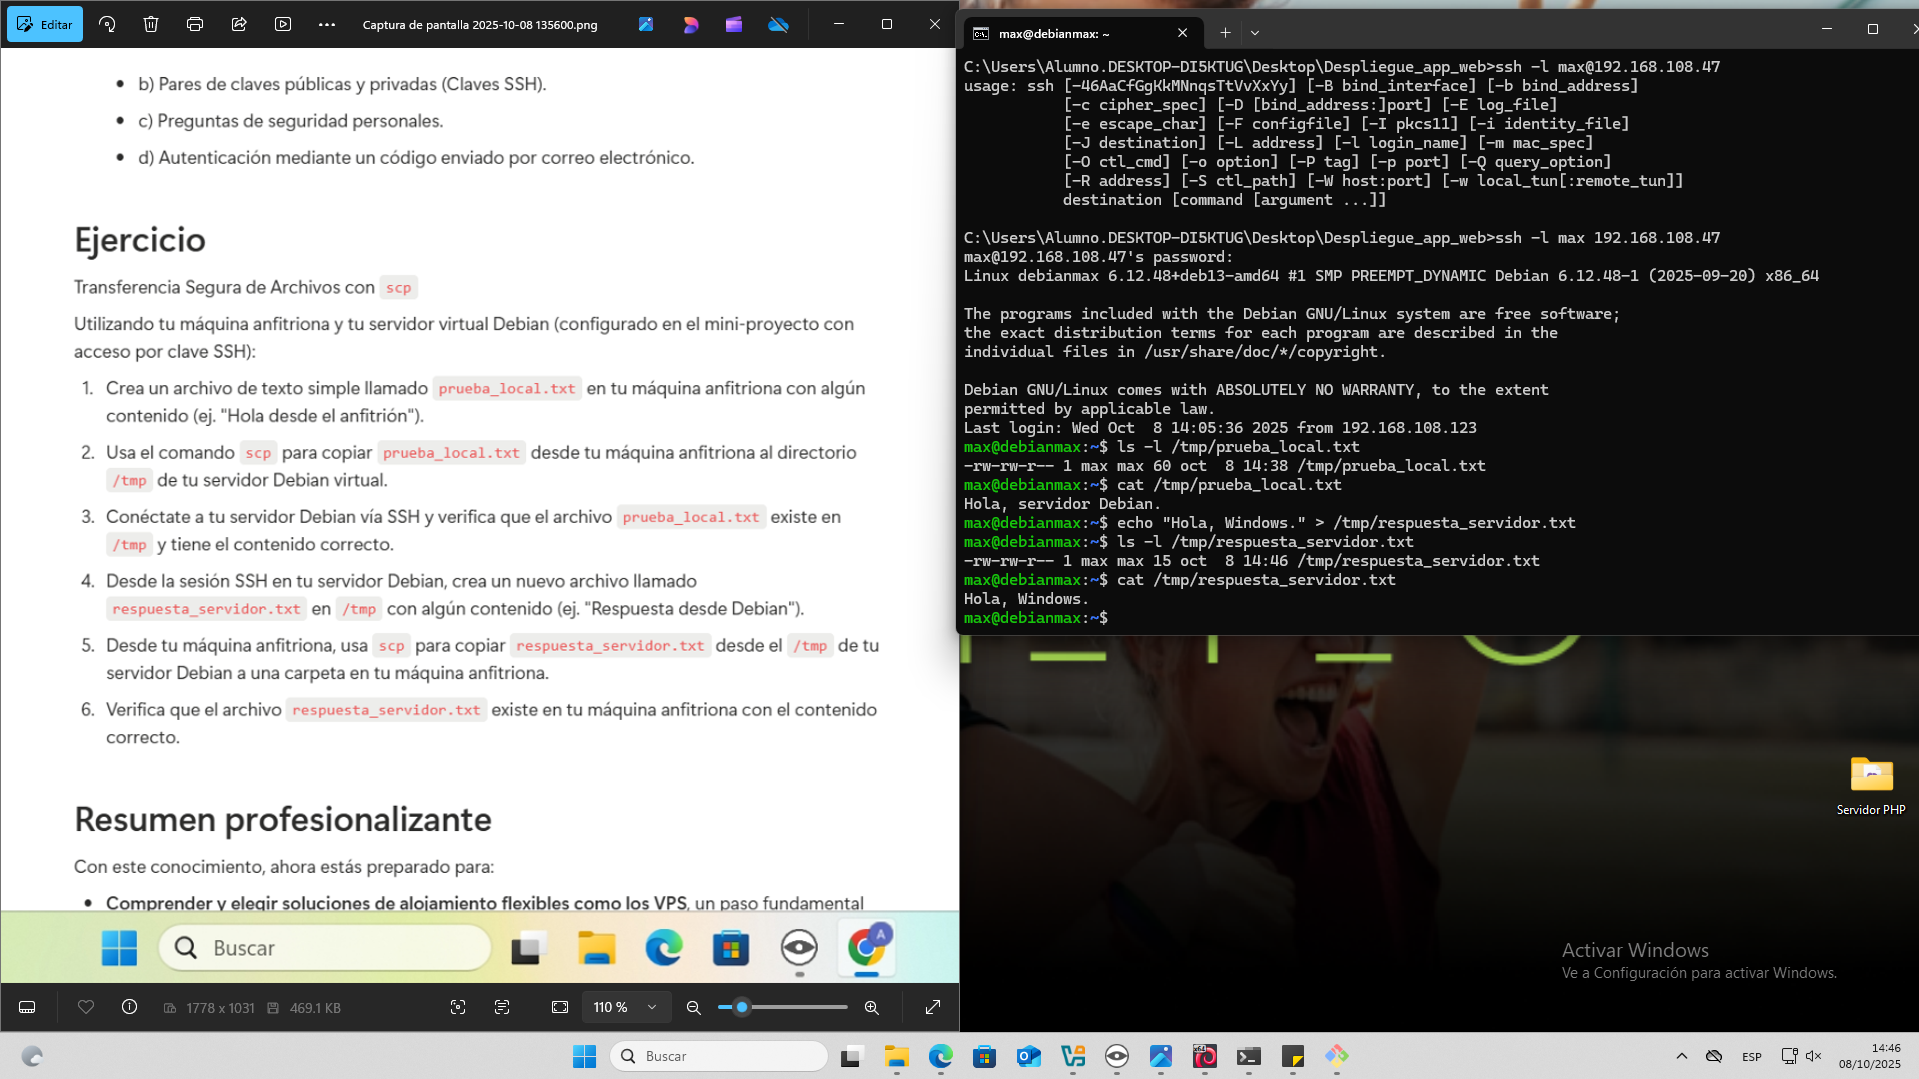 Editar
Captura de pantalla 2025-10-08 135600.png
b) Pares de claves públicas y privadas (Claves SSH).
c) Preguntas de seguridad personales.
d) Autenticación mediante un código enviado por correo electrónico.
Ejercicio
Transferencia Segura de Archivos con scp
Utilizando tu máquina anfitriona y tu servidor virtual Debian (configurado en el mini-proyecto con
acceso por clave SSH):
1. Crea un archivo de texto simple llamado prueba_local.txt en tu máquina anfitriona con algún
contenido (ej. "Hola desde el anfitrión").
2. Usa el comando scp para copiar prueba_local.txt desde tu máquina anfitriona al directorio
/tmp de tu servidor Debian virtual.
3. Conéctate a tu servidor Debian vía SSH y verifica que el archivo prueba_local.txt existe en
/tmp y tiene el contenido correcto.
4. Desde la sesión SSH en tu servidor Debian, crea un nuevo archivo llamado
respuesta_servidor.txt en /tmp con algún contenido (ej. "Respuesta desde Debian").
5. Desde tu máquina anfitriona, usa scp para copiar respuesta_servidor.txt desde el /tmp de tu
servidor Debian a una carpeta en tu máquina anfitriona.
6. Verifica que el archivo respuesta_servidor.txt existe en tu máquina anfitriona con el contenido
correcto.
Resumen profesionalizante
Con este conocimiento, ahora estás preparado para:
Comprender y elegir soluciones de alojamiento flexibles como los VPS, un paso fundamental
Buscar
A
1778 x 1031
469.1 KB
110 %
max@debianmax: ~
C:\Users\Alumno.DESKTOP-DI5KTUG\Desktop\Despliegue_app_web>ssh -l max@192.168.108.47
usage: ssh [-46AaCfGgKkMNnqsTtVvXxYy] [-B bind_interface] [-b bind_address]
[-c cipher_spec] [-D [bind_address:]port] [-E log_file]
[-e escape_char] [-F configfile] [-I pkcs11] [-i identity_file]
[-J destination] [-L address] [-l login_name] [-m mac_spec]
[-O ctl_cmd] [-o option] [-P tag] [-p port] [-Q query_option]
[-R address] [-S ctl_path] [-W host:port] [-w local_tun[:remote_tun]]
destination [command [argument ...]]
C:\Users\Alumno.DESKTOP-DI5KTUG\Desktop\Despliegue_app_web>ssh -l max 192.168.108.47
max@192.168.108.47's password:
Linux debianmax 6.12.48+deb13-amd64 #1 SMP PREEMPT_DYNAMIC Debian 6.12.48-1 (2025-09-20) x86_64
The programs included with the Debian GNU/Linux system are free software;
the exact distribution terms for each program are described in the
individual files in /usr/share/doc/*/copyright.
Debian GNU/Linux comes with ABSOLUTELY NO WARRANTY, to the extent
permitted by applicable law.
Last login: Wed Oct  8 14:05:36 2025 from 192.168.108.123
max@debianmax:~$ ls -l /tmp/prueba_local.txt
-rw-rw-r-- 1 max max 60 oct  8 14:38 /tmp/prueba_local.txt
max@debianmax:~$ cat /tmp/prueba_local.txt
Hola, servidor Debian.
max@debianmax:~$ echo "Hola, Windows." > /tmp/respuesta_servidor.txt
max@debianmax:~$ ls -l /tmp/respuesta_servidor.txt
-rw-rw-r-- 1 max max 15 oct  8 14:46 /tmp/respuesta_servidor.txt
max@debianmax:~$ cat /tmp/respuesta_servidor.txt
Hola, Windows.
max@debianmax:~$
Servidor PHP
Activar Windows
Ve a Configuración para activar Windows.
Buscar
ESP
14:46
08/10/2025